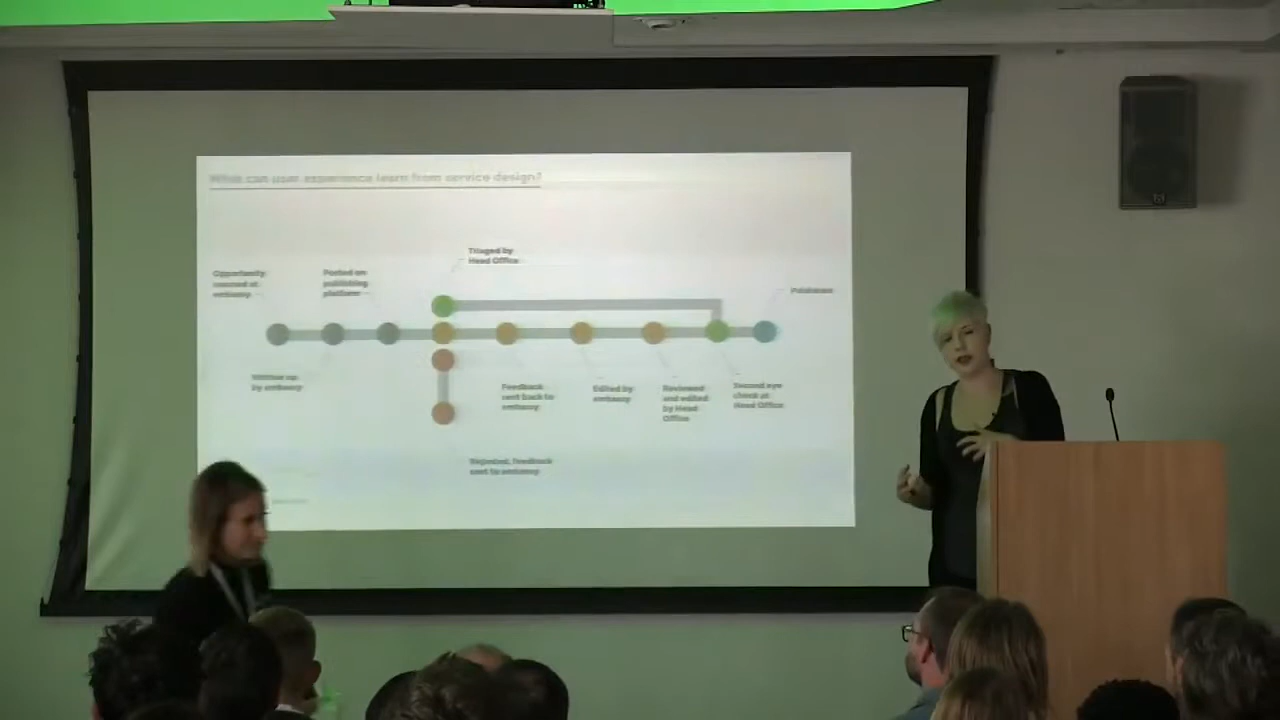 What can user experience learn from service design?
Triaged by
Head Office
Opportunity
sourced at
embassy
Posted on
publishing
platform
Published
Written up
by embassy
Feedback
sent back to
embassy
Edited by
embassy
Reviewed
and edited
by Head
Office
Second eye
check at
Head Office
Rejected, feedback
sent to embassy